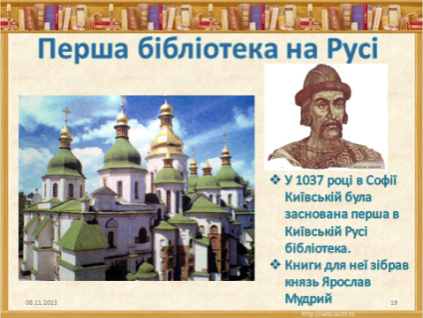 Перша бібліотека на Русі
❖ У 1037 році в Софії
Київській була
заснована перша в
Київській Русі
бібліотека.
❖ Книги для неї зібрав
князь Ярослав
Мудрий
08.11.2013
15